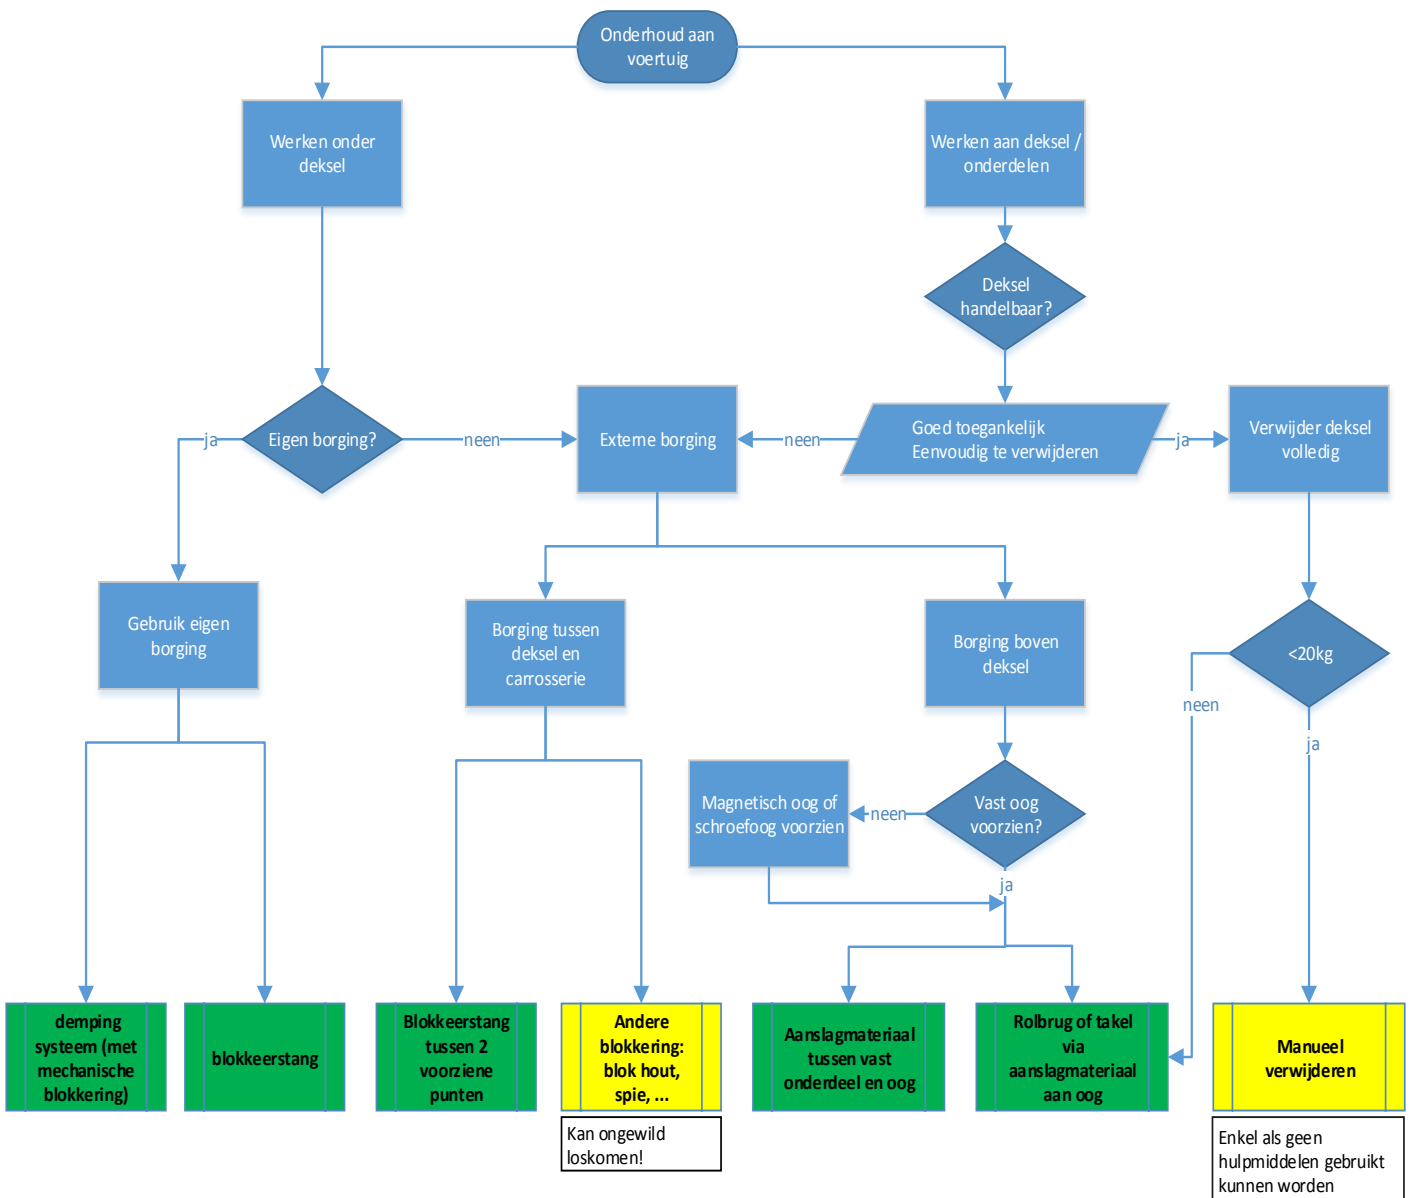 Onderhoud aan
voertuig
Werken onder
deksel
Werken aan deksel /
onderdelen
Deksel
handelbaar?
Eigen borging?
ja
neen
Externe borging
neen
Goed toegankelijk
Eenvoudig te verwijderen
ja
Verwijder deksel
volledig
Gebruik eigen
borging
Borging tussen
deksel en
carrosserie
Borging boven
deksel
<20kg
neen
ja
Magnetisch oog of
schroefoog voorzien
neen
Vast oog
voorzien?
ja
demping
systeem (met
mechanische
blokkering)
blokkeerstang
Blokkeerstang
tussen 2
voorziene
punten
Andere
blokkering:
blok hout,
spie, ...
Aanslagmateriaal
tussen vast
onderdeel en oog
Rolbrug of takel
via
aanslagmateriaal
aan oog
Manueel
verwijderen
Kan ongewild
loskomen!
Enkel als geen
hulpmiddelen gebruikt
kunnen worden